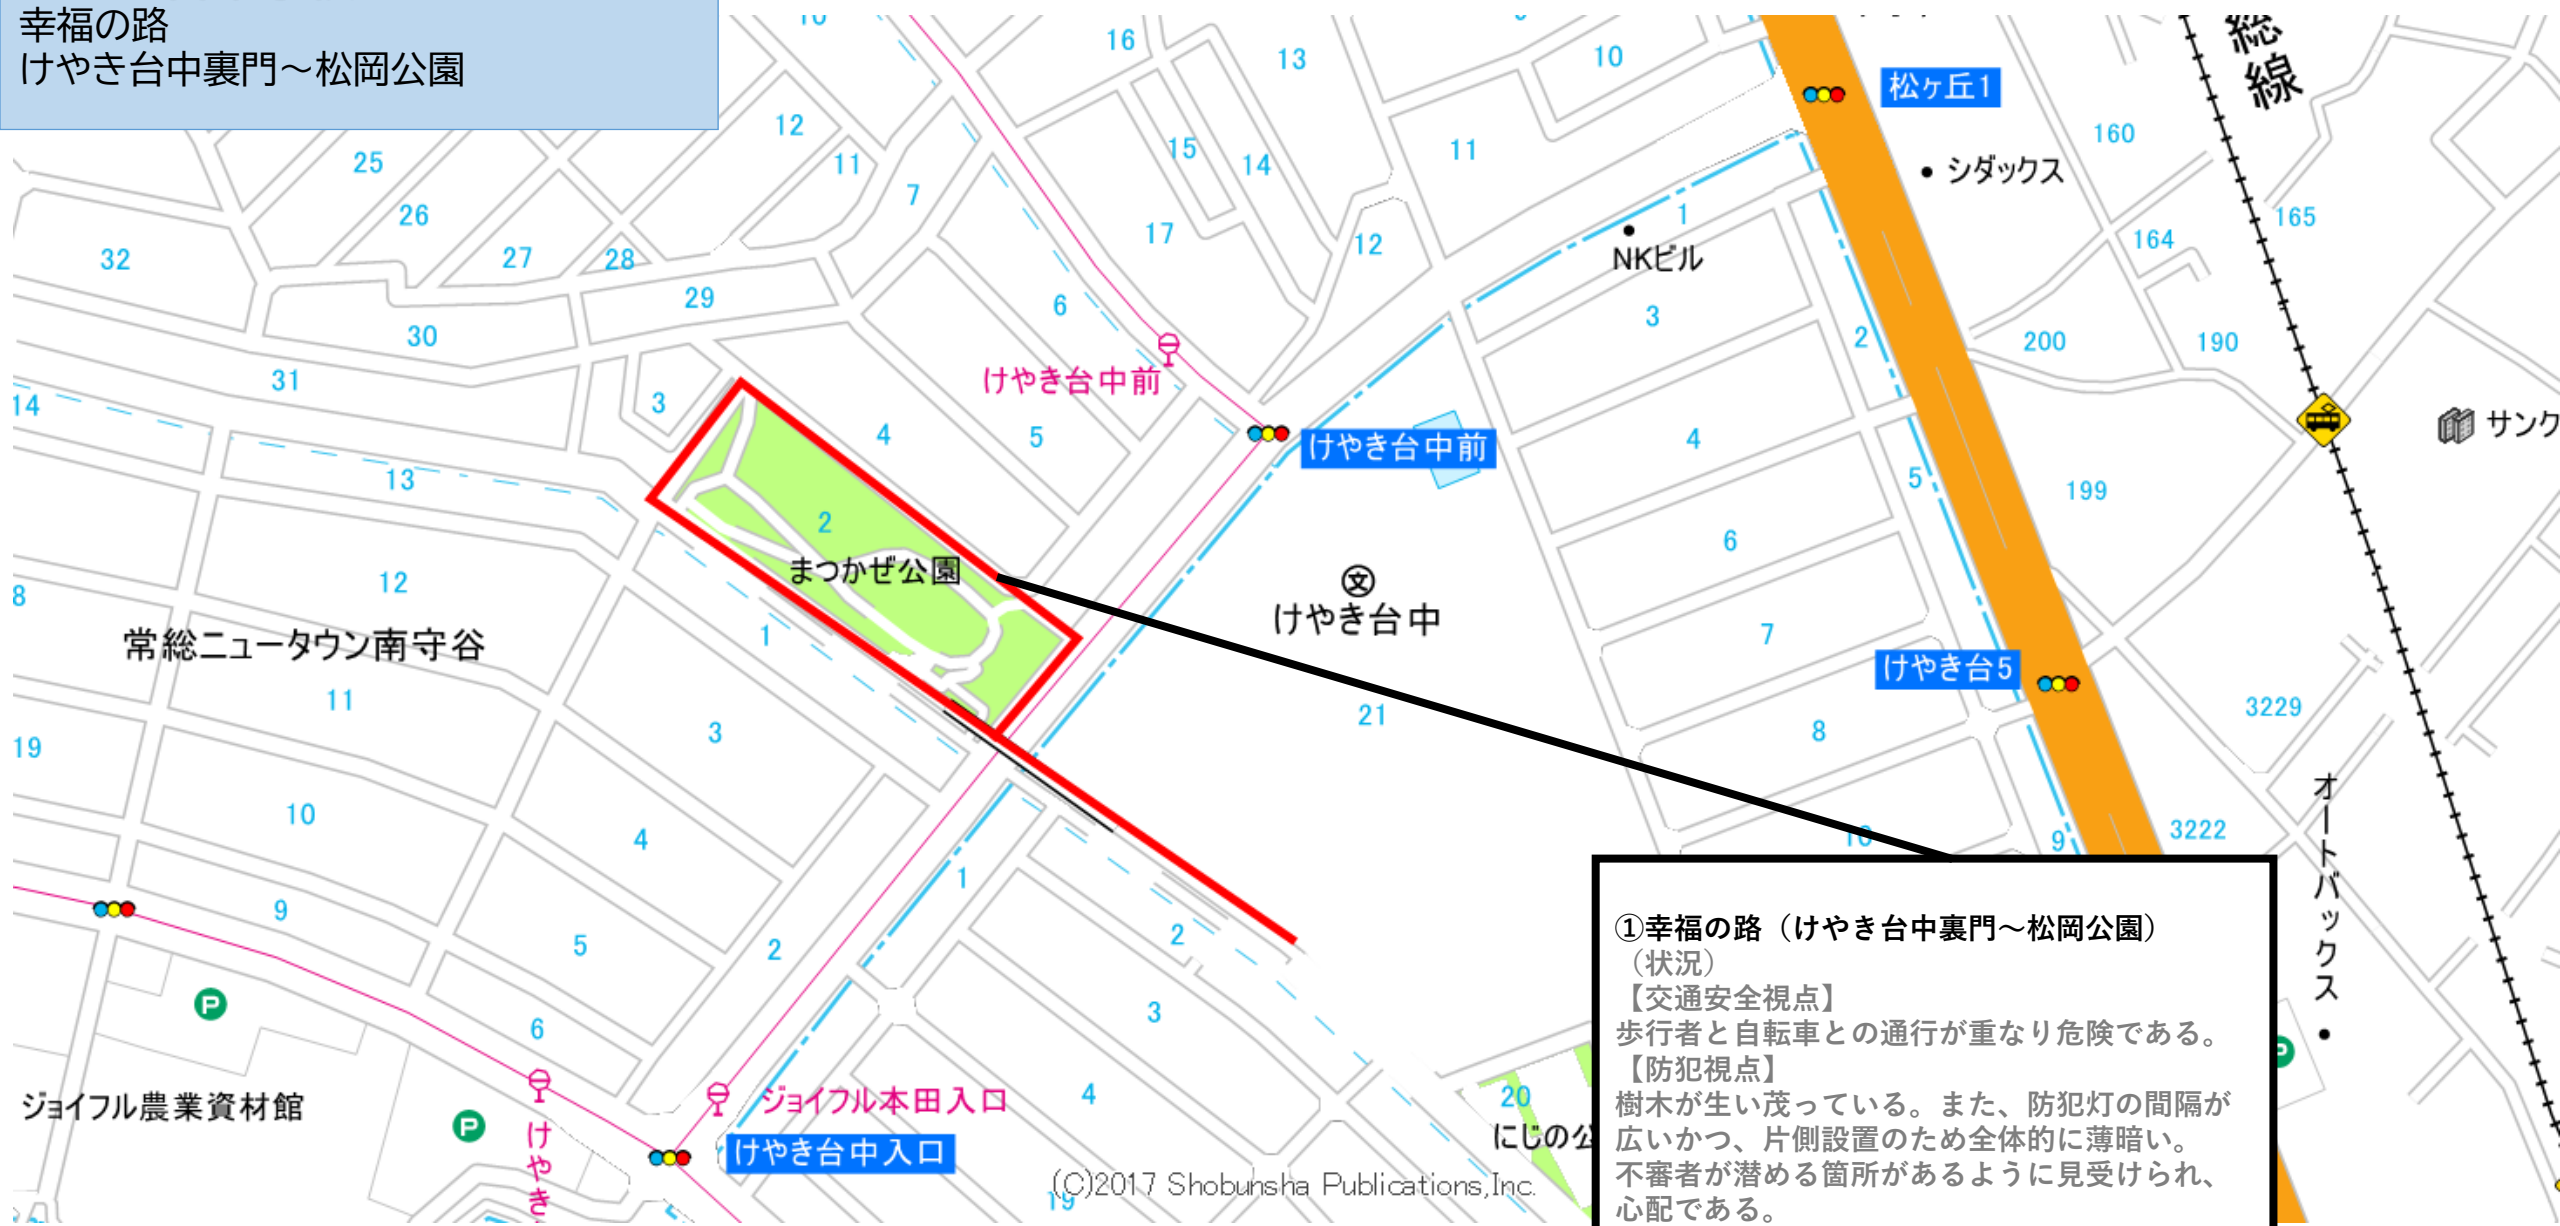 幸福の路
けやき台中裏門～松岡公園
16
13
10
松ヶ丘1
総線
25
12
11
15
14
11
160
シダックス
26
7
17
12
1
NKビル
164
165
32
27
28
29
6
30
3
2
200
190
31
けやき台中前
14
3
4
5
けやき台中前
4
サンク
13
2
5
199
まつかぜ公園
6
12
8
けやき台中
常総ニュータウン南守谷
1
7
けやき台5
11
3
21
8
3229
19
10
4
オートバックス
3222
9
1
9
5
2
2
6
3
ジョイフル農業資材館
ジョイフル本田入口
4
20
けやき台中入口
にじの公
けやき
19
(C)2017 Shobunsha Publications,Inc.
①幸福の路（けやき台中裏門～松岡公園）
（状況）
【交通安全視点】
歩行者と自転車との通行が重なり危険である。
【防犯視点】
樹木が生い茂っている。また、防犯灯の間隔が
広いかつ、片側設置のため全体的に薄暗い。
不審者が潜める箇所があるように見受けられ、
心配である。